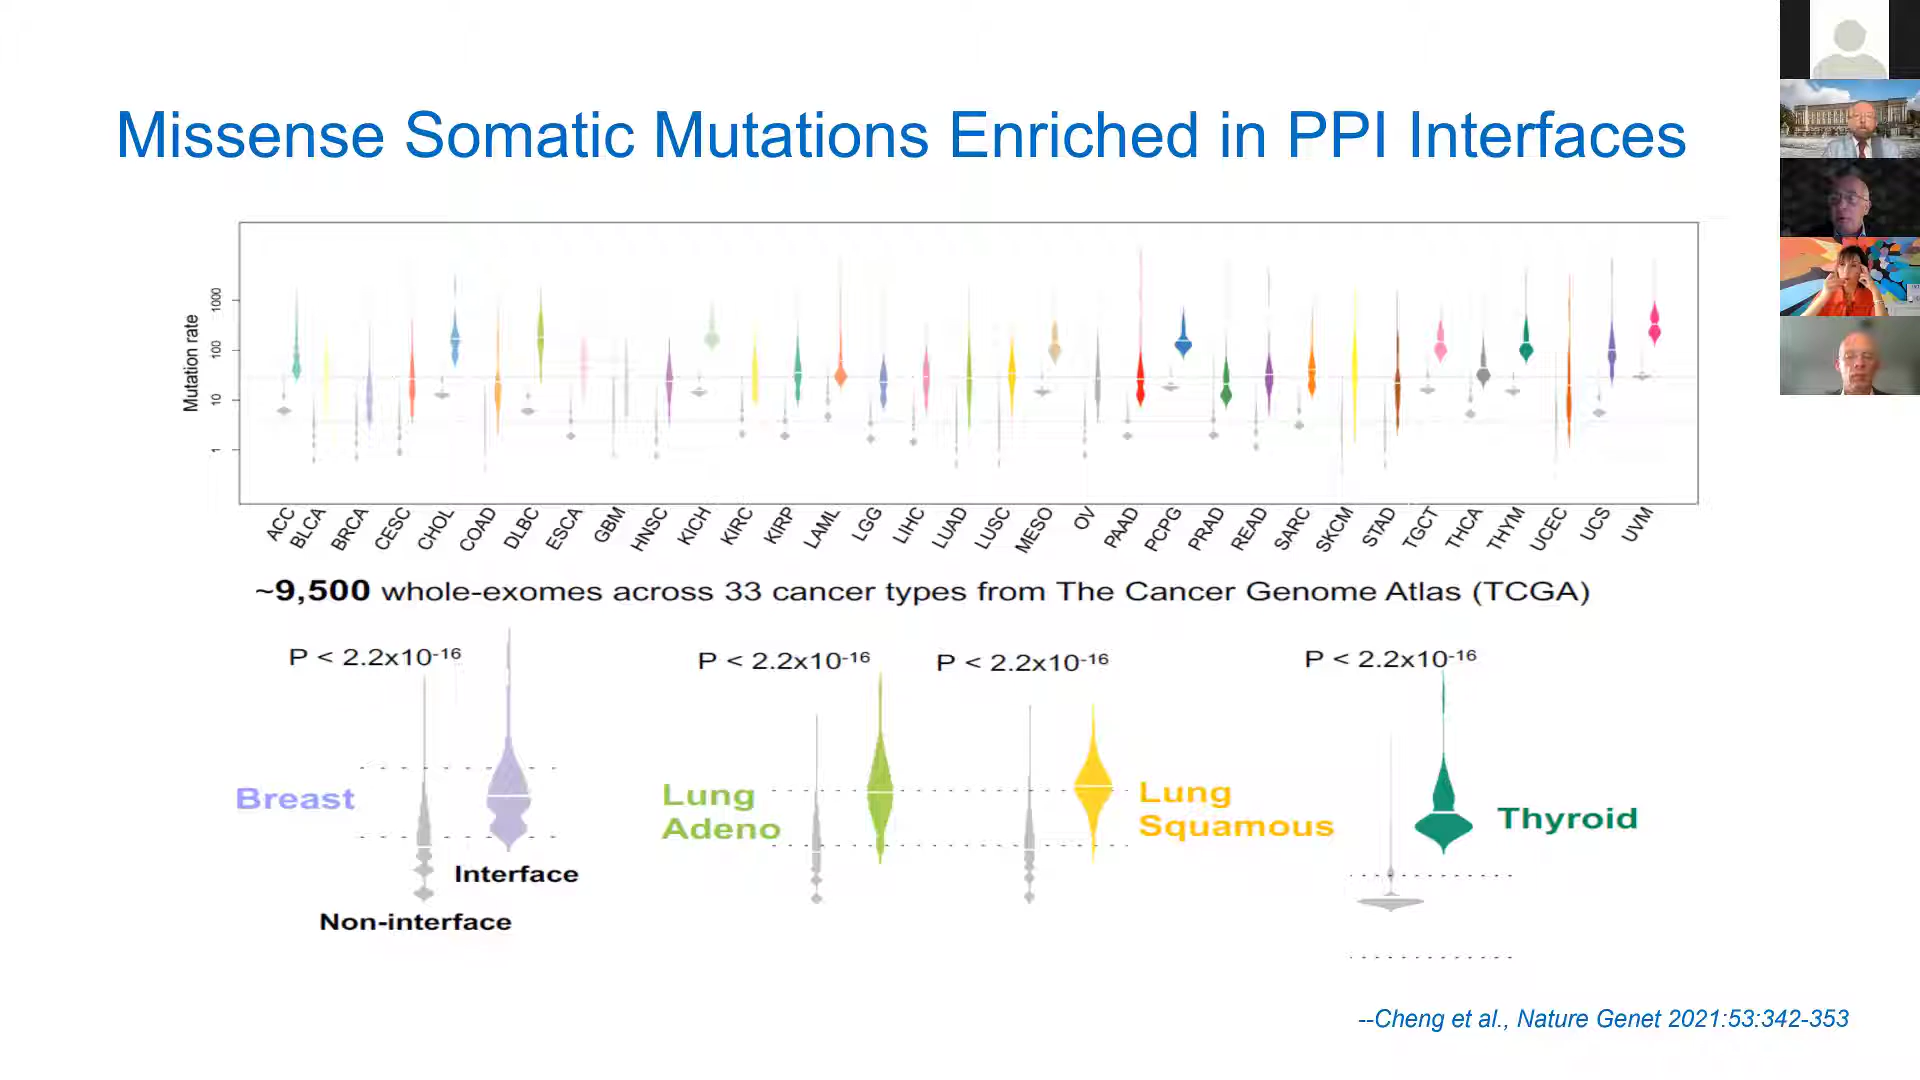 Missense Somatic Mutations Enriched in PPI Interfaces
Mutation rate
1000
100
10
1
ACC BLCA BRCA CESC CHOL COAD DLBC ESCA GBM HNSC KICH KIRC KIRP LAML LGG LIHC LUAD LUSC MESO OV PAAD PCPG PRAD READ SARC SKCM STAD TGCT THCA THYM UCEC UCS UVM
~9,500 whole-exomes across 33 cancer types from The Cancer Genome Atlas (TCGA)
P < 2.2x10-16 P < 2.2x10-16 P < 2.2x10-16 P < 2.2x10-16
Breast
Lung
Adeno
Lung
Squamous
Thyroid
Interface
Non-interface
--Cheng et al., Nature Genet 2021:53:342-353